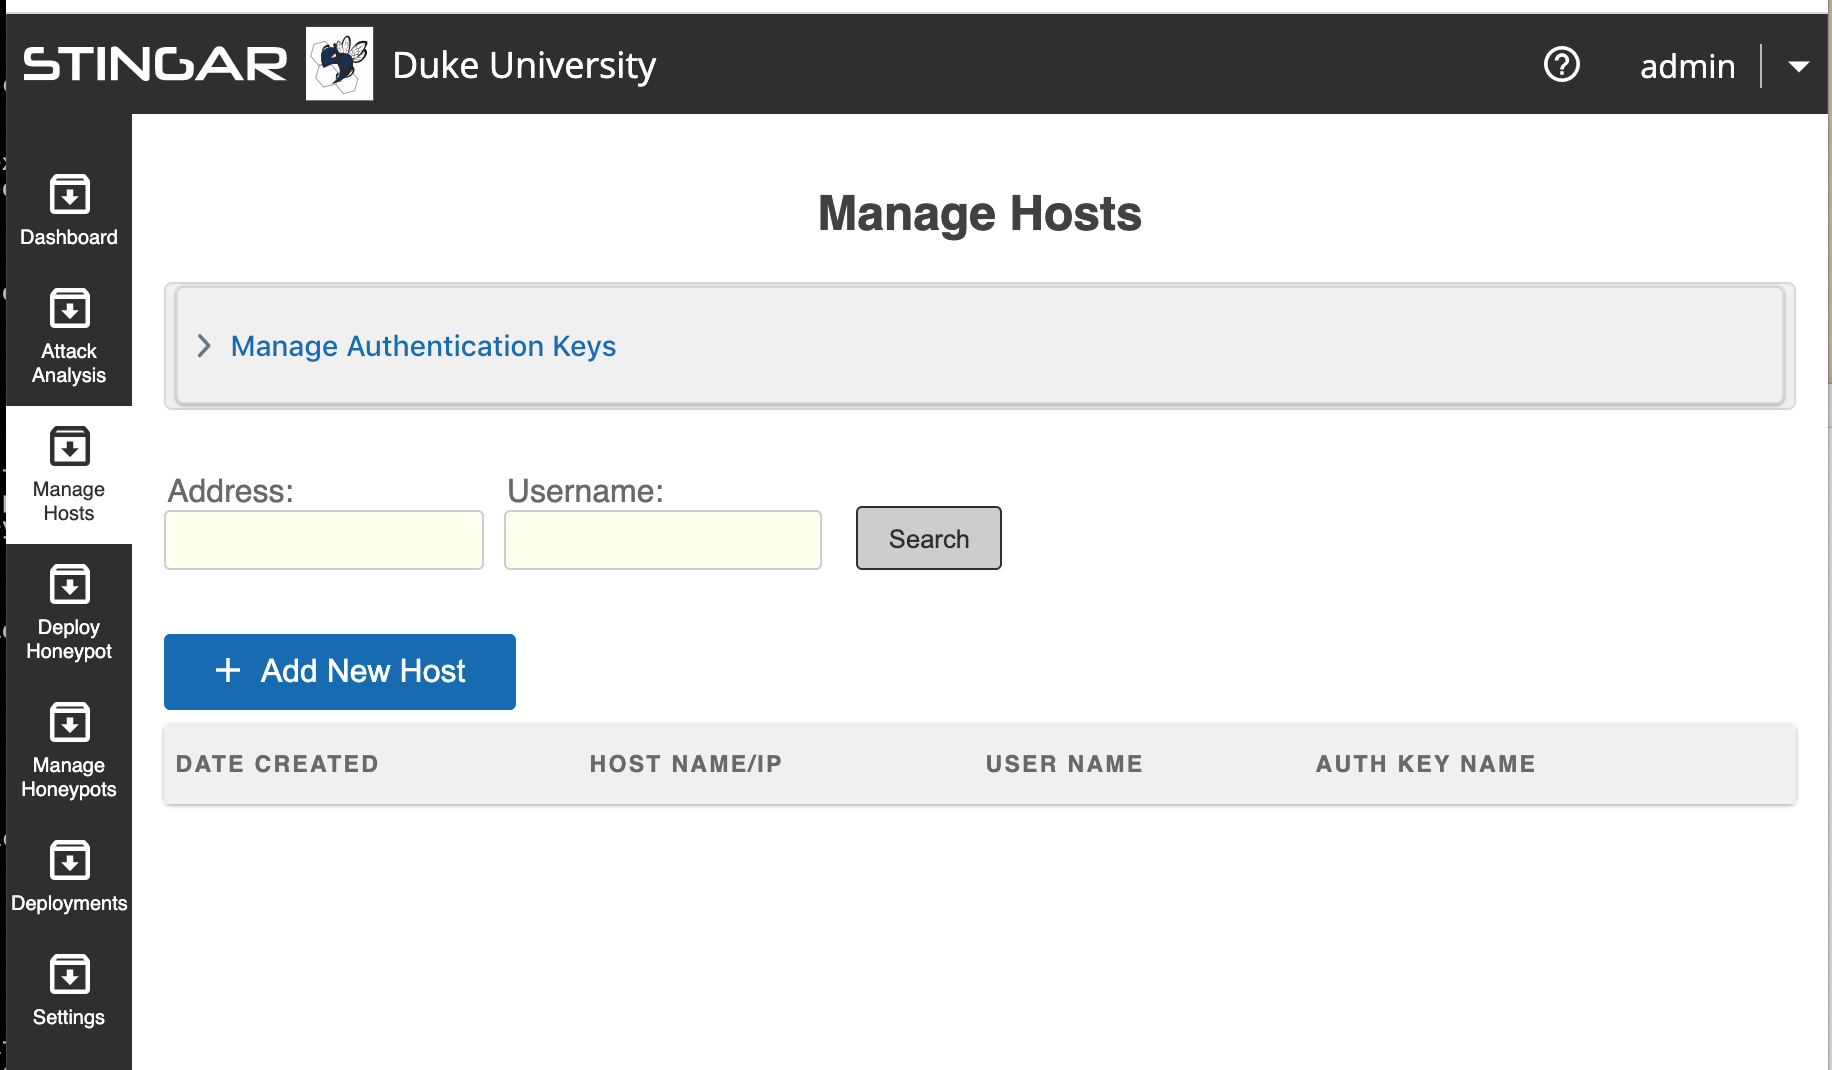 STINGAR Duke University
? admin
Dashboard
Attack
Analysis
Manage
Hosts
Deploy
Honeypot
Manage
Honeypots
Deployments
Settings
Manage Hosts
Manage Authentication Keys
Address: Username:
Search
+ Add New Host
DATE CREATED HOST NAME/IP USER NAME AUTH KEY NAME